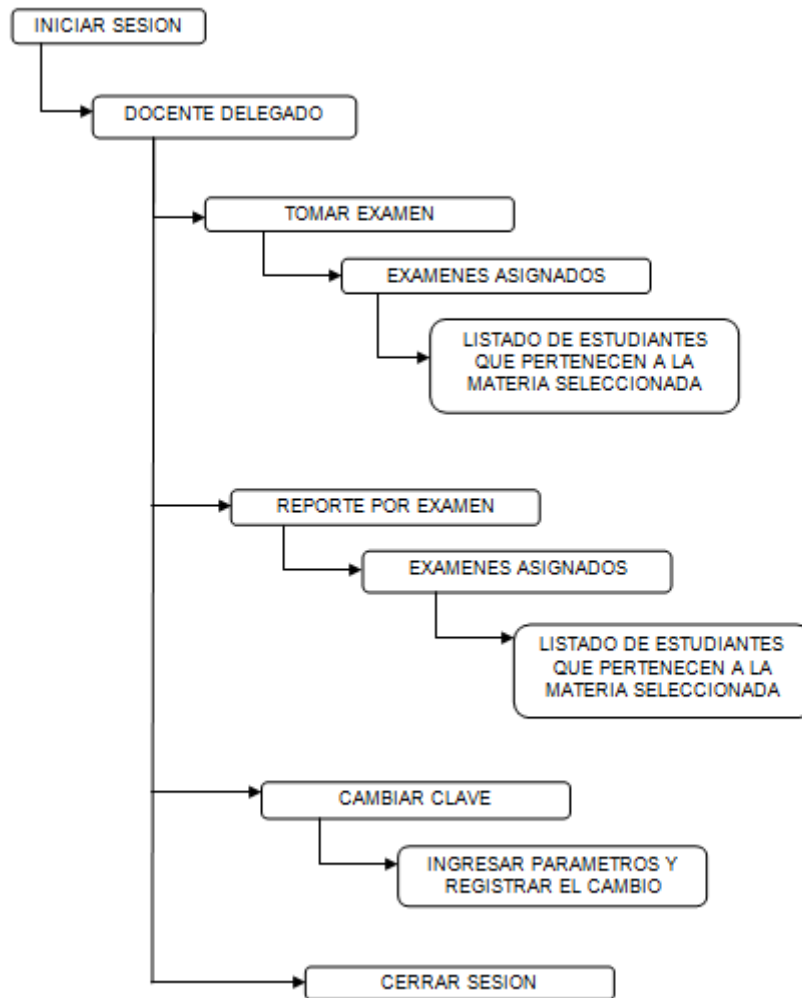 INICIAR SESION
DOCENTE DELEGADO
TOMAR EXAMEN
EXAMENES ASIGNADOS
LISTADO DE ESTUDIANTES
QUE PERTENECEN A LA
MATERIA SELECCIONADA
REPORTE POR EXAMEN
EXAMENES ASIGNADOS
LISTADO DE ESTUDIANTES
QUE PERTENECEN A LA
MATERIA SELECCIONADA
CAMBIAR CLAVE
INGRESAR PARAMETROS Y
REGISTRAR EL CAMBIO
CERRAR SESION